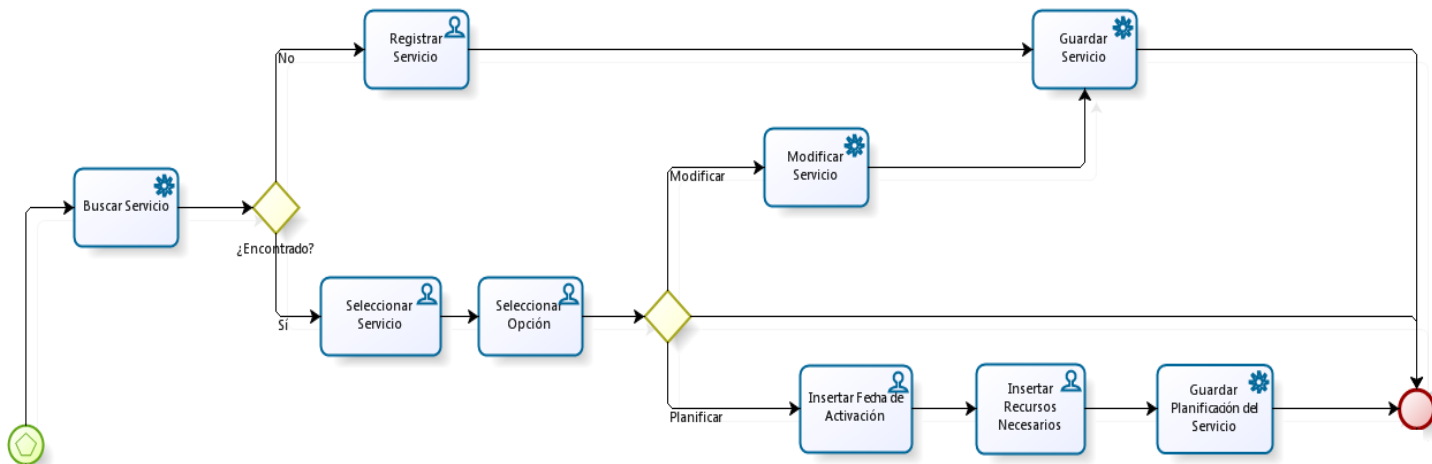 Registrar
Servicio
Guardar
Servicio
No
Modificar
Servicio
Modificar
Buscar Servicio
¿Encontrado?
Seleccionar
Servicio
Seleccionar
Opción
Sí
Insertar Fecha de
Activación
Insertar
Recursos
Necesarios
Guardar
Planificación del
Servicio
Planificar